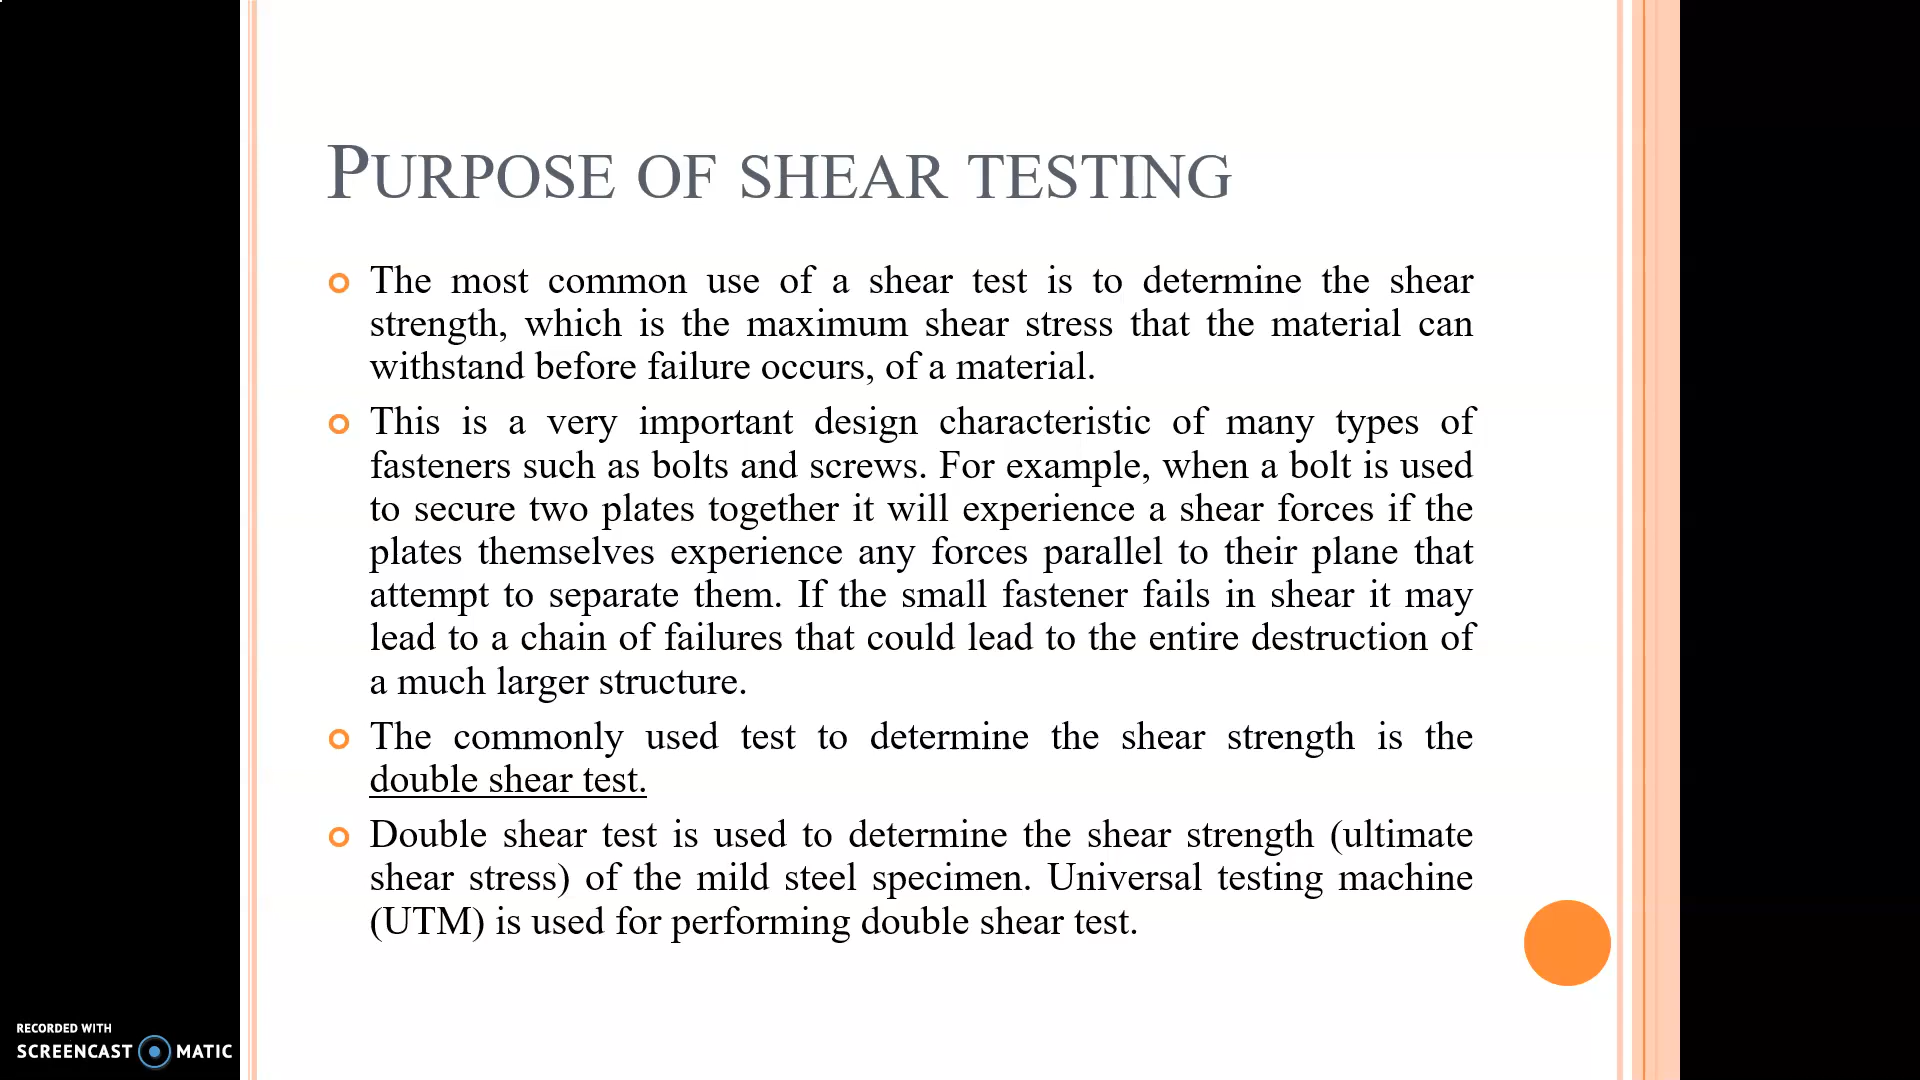 PURPOSE OF SHEAR TESTING
The most common use of a shear test is to determine the shear
strength, which is the maximum shear stress that the material can
withstand before failure occurs, of a material.
This is a very important design characteristic of many types of
fasteners such as bolts and screws. For example, when a bolt is used
to secure two plates together it will experience a shear forces if the
plates themselves experience any forces parallel to their plane that
attempt to separate them. If the small fastener fails in shear it may
lead to a chain of failures that could lead to the entire destruction of
a much larger structure.
The commonly used test to determine the shear strength is the
double shear test.
Double shear test is used to determine the shear strength (ultimate
shear stress) of the mild steel specimen. Universal testing machine
(UTM) is used for performing double shear test.
RECORDED WITH
SCREENCAST MATIC